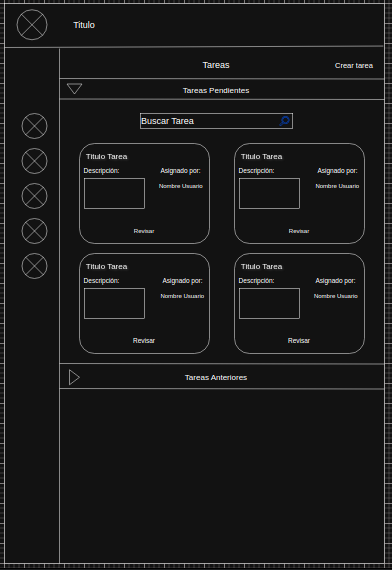 Titulo
Tareas
Crear tarea
Tareas Pendientes
Buscar Tarea
Titulo Tarea
Descripción:
Asignado por:
Nombre Usuario
Revisar
Titulo Tarea
Descripción:
Asignado por:
Nombre Usuario
Revisar
Titulo Tarea
Descripción:
Asignado por:
Nombre Usuario
Revisar
Titulo Tarea
Descripción:
Asignado por:
Nombre Usuario
Revisar
Tareas Anteriores